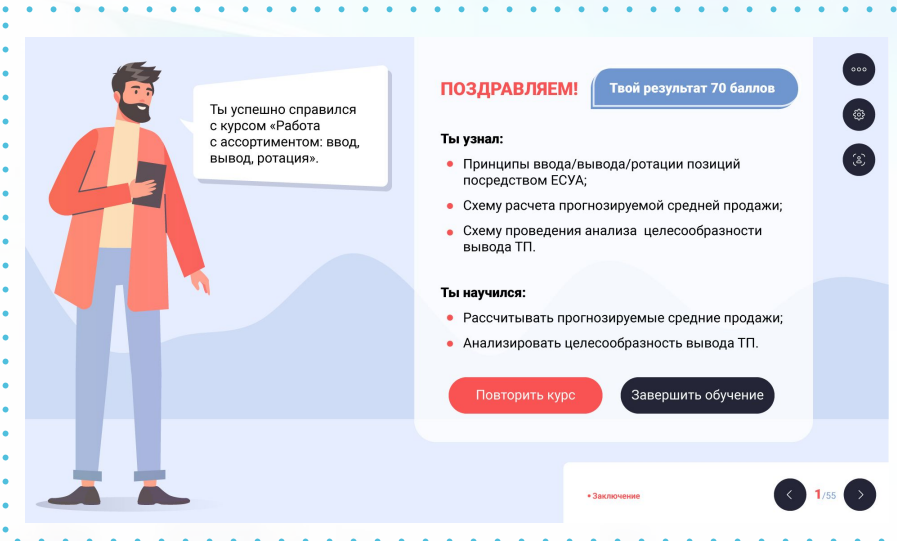 Ты успешно справился
с курсом «Работа
с ассортиментом: ввод,
вывод, ротация».
ПОЗДРАВЛЯЕМ!
Твой результат 70 баллов
Ты узнал:
Принципы ввода/вывода/ротации позиций
посредством ЕСУА;
Схему расчета прогнозируемой средней продажи;
Схему проведения анализа целесообразности
вывода ТП.
Ты научился:
Рассчитывать прогнозируемые средние продажи;
Анализировать целесообразность вывода ТП.
Повторить курс
Завершить обучение
• Заключение
1/55